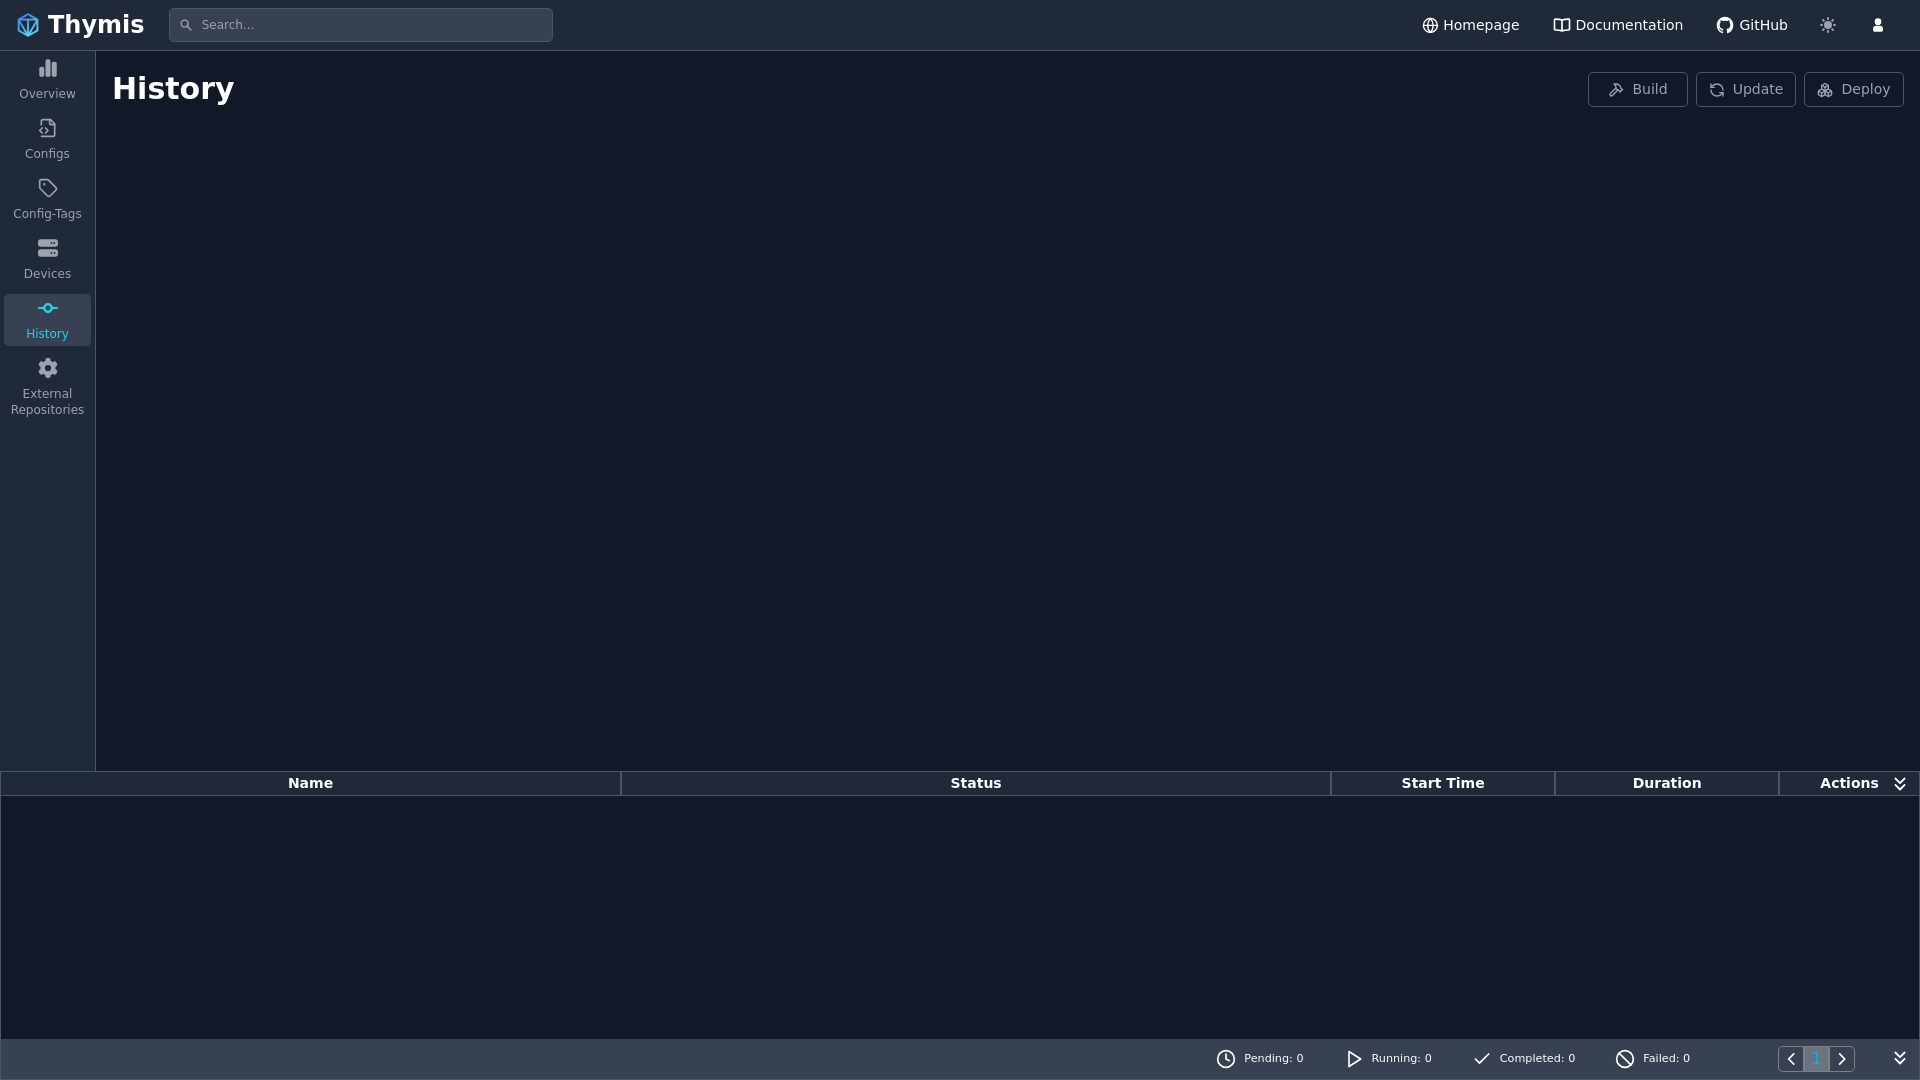 Thymis
Search...
Homepage
Documentation
GitHub
Overview
Configs
Config-Tags
Devices
History
External
Repositories
History
Build
Update
Deploy
Name
Status
Start Time
Duration
Actions
Pending: 0
Running: 0
Completed: 0
Failed: 0
1